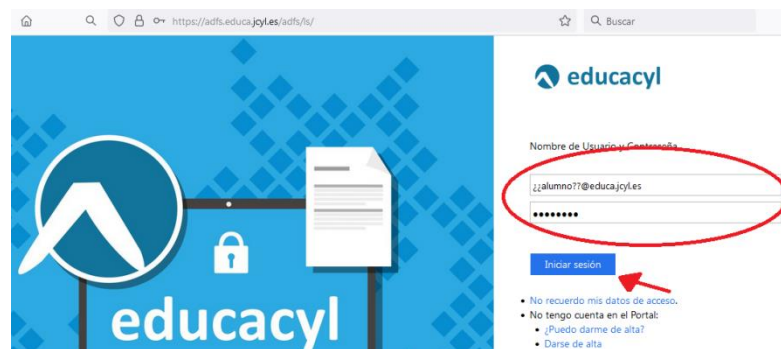 https://adfs.educa.jcyl.es/adfs/ls/
Buscar
educacyl
educacyl
Nombre de Usuario y Contraseña
¿¿alumno??@educa.jcyl.es
••••••••
Iniciar sesión
No recuerdo mis datos de acceso.
No tengo cuenta en el Portal:
¿Puedo darme de alta?
Darse de alta